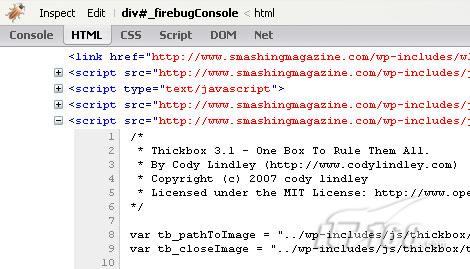 Inspect Edit | div#_firebugConsole < html
Console HTML CSS Script DOM Net
<link href="http://www.smashingmagazine.com/wp-includes/
<script src="http://www.smashingmagazine.com/wp-includes/j
<script type="text/javascript">
<script src="http://www.smashingmagazine.com/wp-includes/j
<script src="http://www.smashingmagazine.com/wp-includes/j
1 /*
2 * Thickbox 3.1 - One Box To Rule Them All.
3 * By Cody Lindley (http://www.codylindley.com)
4 * Copyright (c) 2007 cody lindley
5 * Licensed under the MIT License: http://www.ope
6 */
7
8 var tb_pathToImage = "../wp-includes/js/thickbox/
9 var tb_closeImage = "../wp-includes/js/thickbox/
10